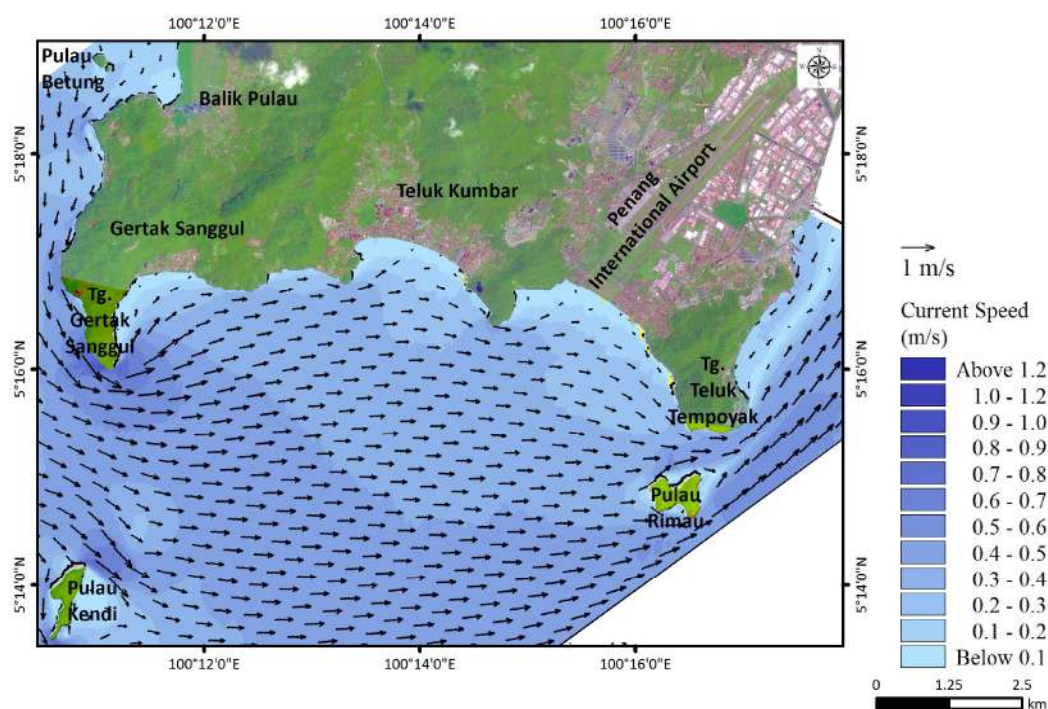 100°12'0"E
100°14'0"E
100°16'0"E
Pulau
Betung
Balik Pulau
5°18'0"N
5°18'0"N
Teluk Kumbar
Penang
International Airport
Gertak Sanggul
Tg.
Gertak
Sanggul
1 m/s
Current Speed
(m/s)
Above 1.2
1.0 - 1.2
0.9 - 1.0
0.8 - 0.9
0.7 - 0.8
0.6 - 0.7
0.5 - 0.6
0.4 - 0.5
0.3 - 0.4
0.2 - 0.3
0.1 - 0.2
Below 0.1
5°16'0"N
5°16'0"N
Tg.
Teluk
Tempoyak
Pulau
Rimau
5°14'0"N
5°14'0"N
Pulau
Kendi
100°12'0"E
100°14'0"E
100°16'0"E
0
1.25
2.5
km